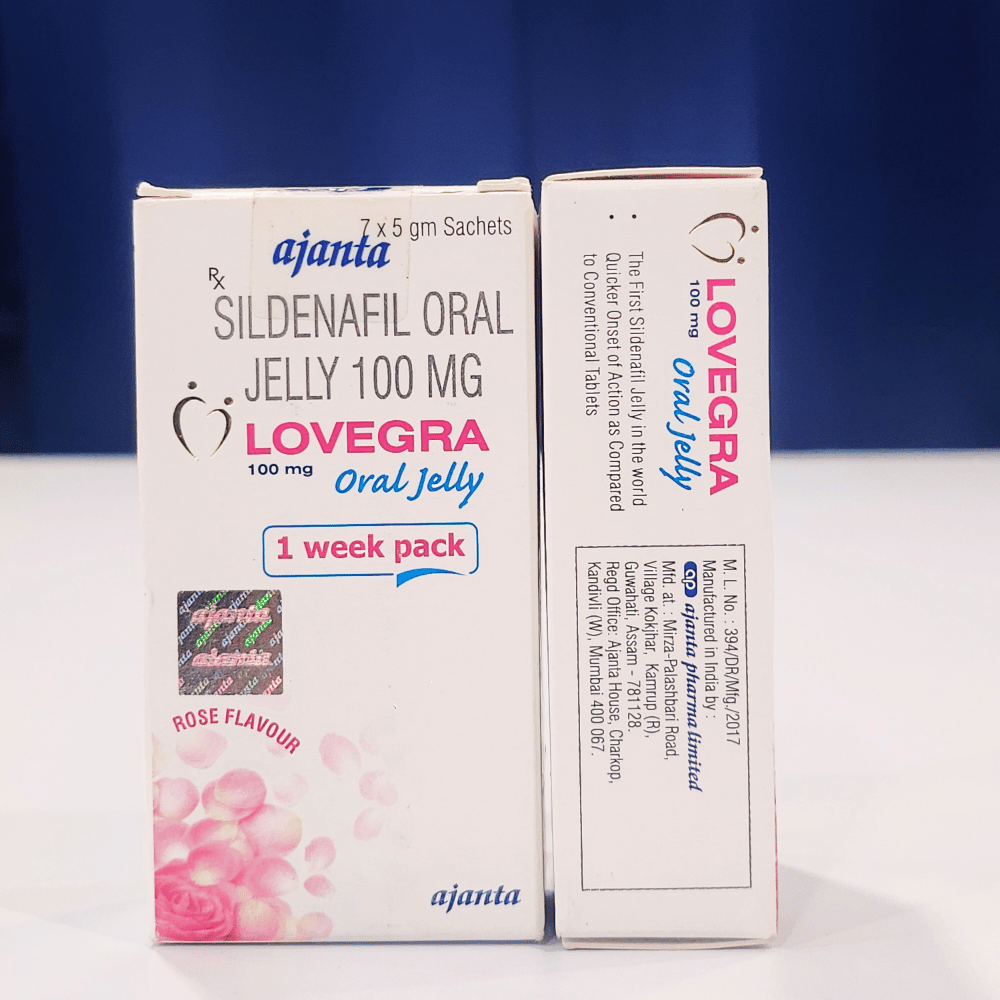 7 x 5 gm Sachets
ajanta
Rx
SILDENAFIL ORAL
JELLY 100 MG
LOVEGRA
100 mg
Oral Jelly
1 week pack
ajanta
ajanta
ROSE FLAVOUR
ajanta
LOVEGRA
100 mg
Oral Jelly
• The First Sildenafil Jelly in the world
• Quicker Onset of Action as Compared
to Conventional Tablets
M. L. No. : 394/DR/Mfg./2017
Manufactured in India by :
ap ajanta pharma limited
Mfd. at. : Mirza-Palashbari Road,
Village Kokjhar, Kamrup (R),
Guwahati, Assam - 781128.
Regd Office: Ajanta House, Charkop,
Kandivli (W), Mumbai 400 067.